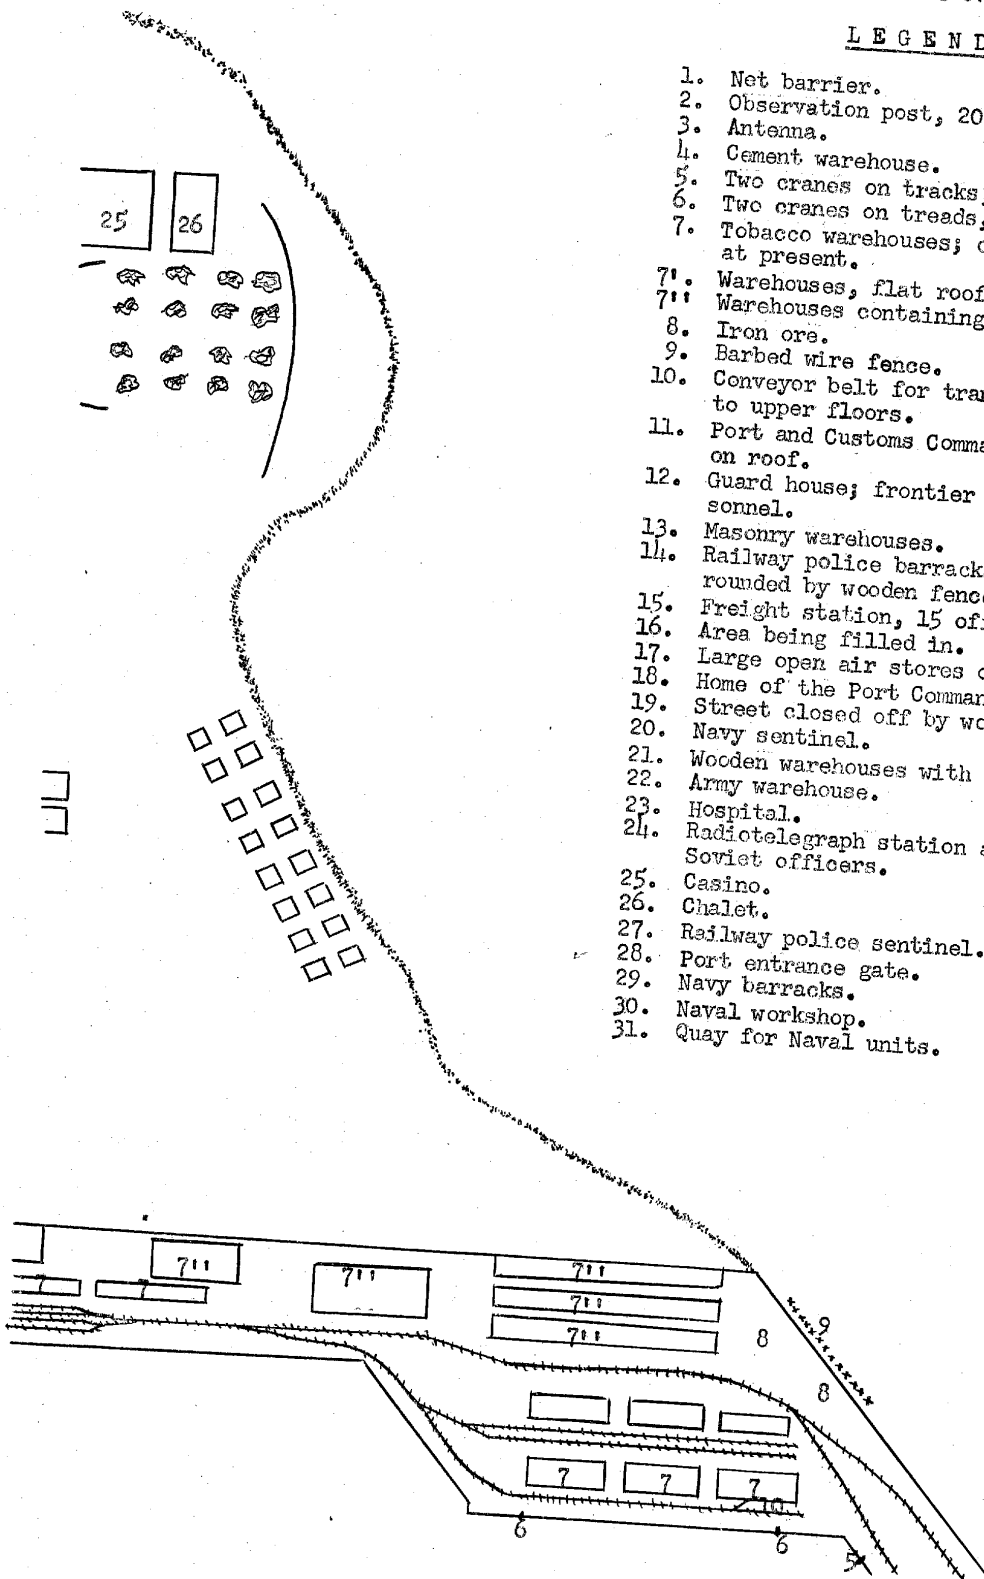 LEGEND
1. Net barrier.
2. Observation post, 20
3. Antenna.
4. Cement warehouse.
5. Two cranes on tracks,
6. Two cranes on treads,
7. Tobacco warehouses;
at present.
7'. Warehouses, flat roof
7'' Warehouses containing
8. Iron ore.
9. Barbed wire fence.
10. Conveyor belt for tran
to upper floors.
11. Port and Customs Comma
on roof.
12. Guard house; frontier
sonnel.
13. Masonry warehouses.
14. Railway police barrack
rounded by wooden fence
15. Freight station, 15 of
16. Area being filled in.
17. Large open air stores
18. Home of the Port Comman
19. Street closed off by wo
20. Navy sentinel.
21. Wooden warehouses with
22. Army warehouse.
23. Hospital.
24. Radiotelegraph station a
Soviet officers.
25. Casino.
26. Chalet.
27. Railway police sentinel.
28. Port entrance gate.
29. Navy barracks.
30. Naval workshop.
31. Quay for Naval units.
25 26
7'' 7'' 7''
7 7
7''
7''
9
8
8
7 7 7
10
6 6
5